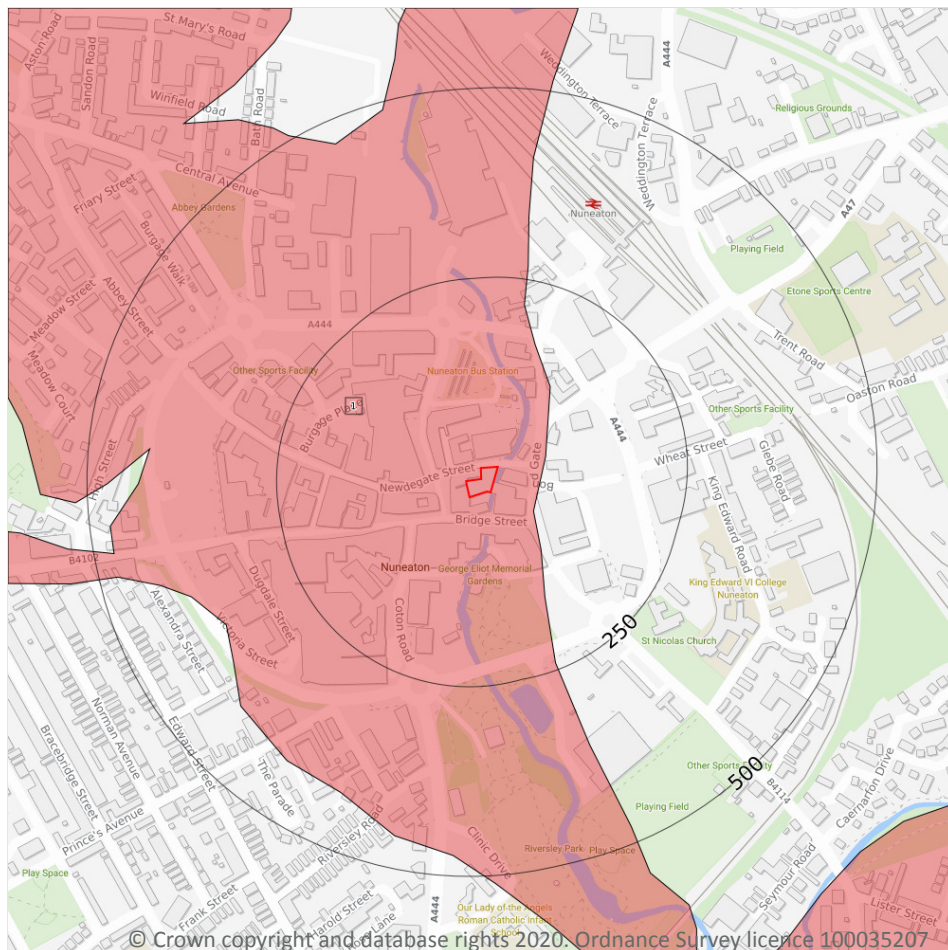 St Mary's Road
Aston Road
Sandon Road
Winfield Road
Bath Road
Weddington Terrace
A444
Weddington Terrace
Religious Grounds
Central Avenue
Friary Street
Abbey Gardens
Burgage Walk
Nuneaton
A47
Playing Field
Etone Sports Centre
Abbey Street
Meadow Street
A444
Trent Road
Meadow Court
Other Sports Facility
Nuneaton Bus Station
Oaston Road
1
Burgage Place
Other Sports Facility
A444
High Street
Wheat Street
Glebe Road
Newdegate Street
King Edward Road
Bridge Street
B4102
Nuneaton
George Eliot Memorial
Gardens
King Edward VI College
Nuneaton
Dugdale Street
Alexandra Street
Coton Road
250
St Nicolas Church
Victoria Street
Norman Avenue
Edward Street
Bracebridge Street
The Parade
Other Sports
500
B4114
Caernarfon Drive
Playing Field
Prince's Avenue
Riversley Road
Clinic Drive
Riversley Park
Play Space
Play Space
Seymour Road
Frank Street
Harold Street
A444
Our Lady of the Angels
Roman Catholic Infant
School
Lister Street
© Crown copyright and database rights 2020. Ordnance Survey licence 100035207